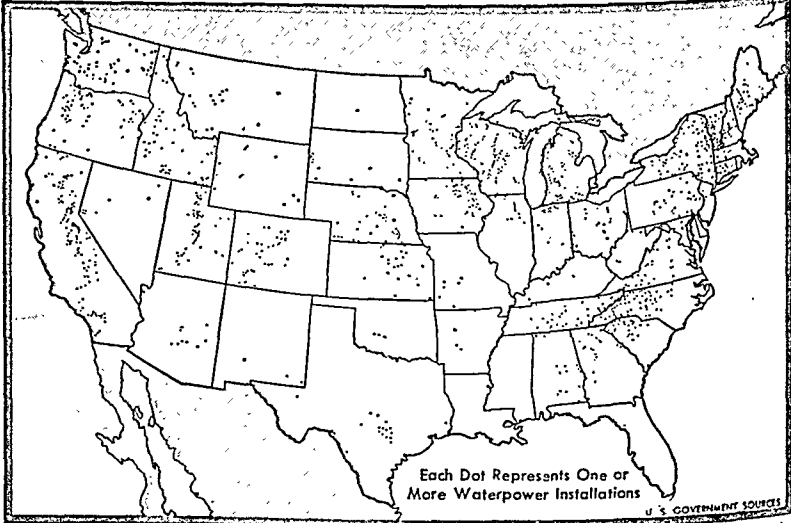 Each Dot Represents One or
More Waterpower Installations
U. S. GOVERNMENT SOURCES